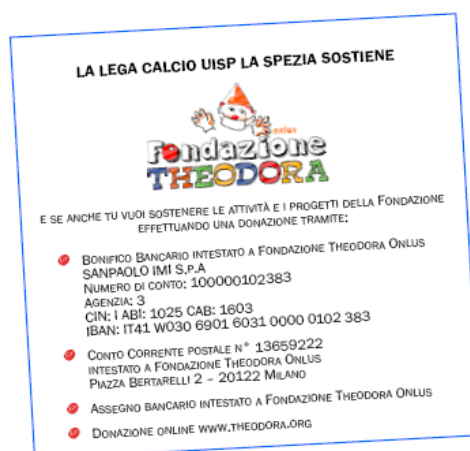 LA LEGA CALCIO UISP LA SPEZIA SOSTIENE
onlus
Fondazione
THEODORA
E SE ANCHE TU VUOI SOSTENERE LE ATTIVITÀ E I PROGETTI DELLA FONDAZIONE
EFFETTUANDO UNA DONAZIONE TRAMITE:
BONIFICO BANCARIO INTESTATO A FONDAZIONE THEODORA ONLUS
SANPAOLO IMI S.P.A
NUMERO DI CONTO: 100000102383
AGENZIA: 3
CIN: I ABI: 1025 CAB: 1603
IBAN: IT41 W030 6901 6031 0000 0102 383
CONTO CORRENTE POSTALE N° 13659222
INTESTATO A FONDAZIONE THEODORA ONLUS
PIAZZA BERTARELLI 2 – 20122 MILANO
ASSEGNO BANCARIO INTESTATO A FONDAZIONE THEODORA ONLUS
DONAZIONE ONLINE WWW.THEODORA.ORG